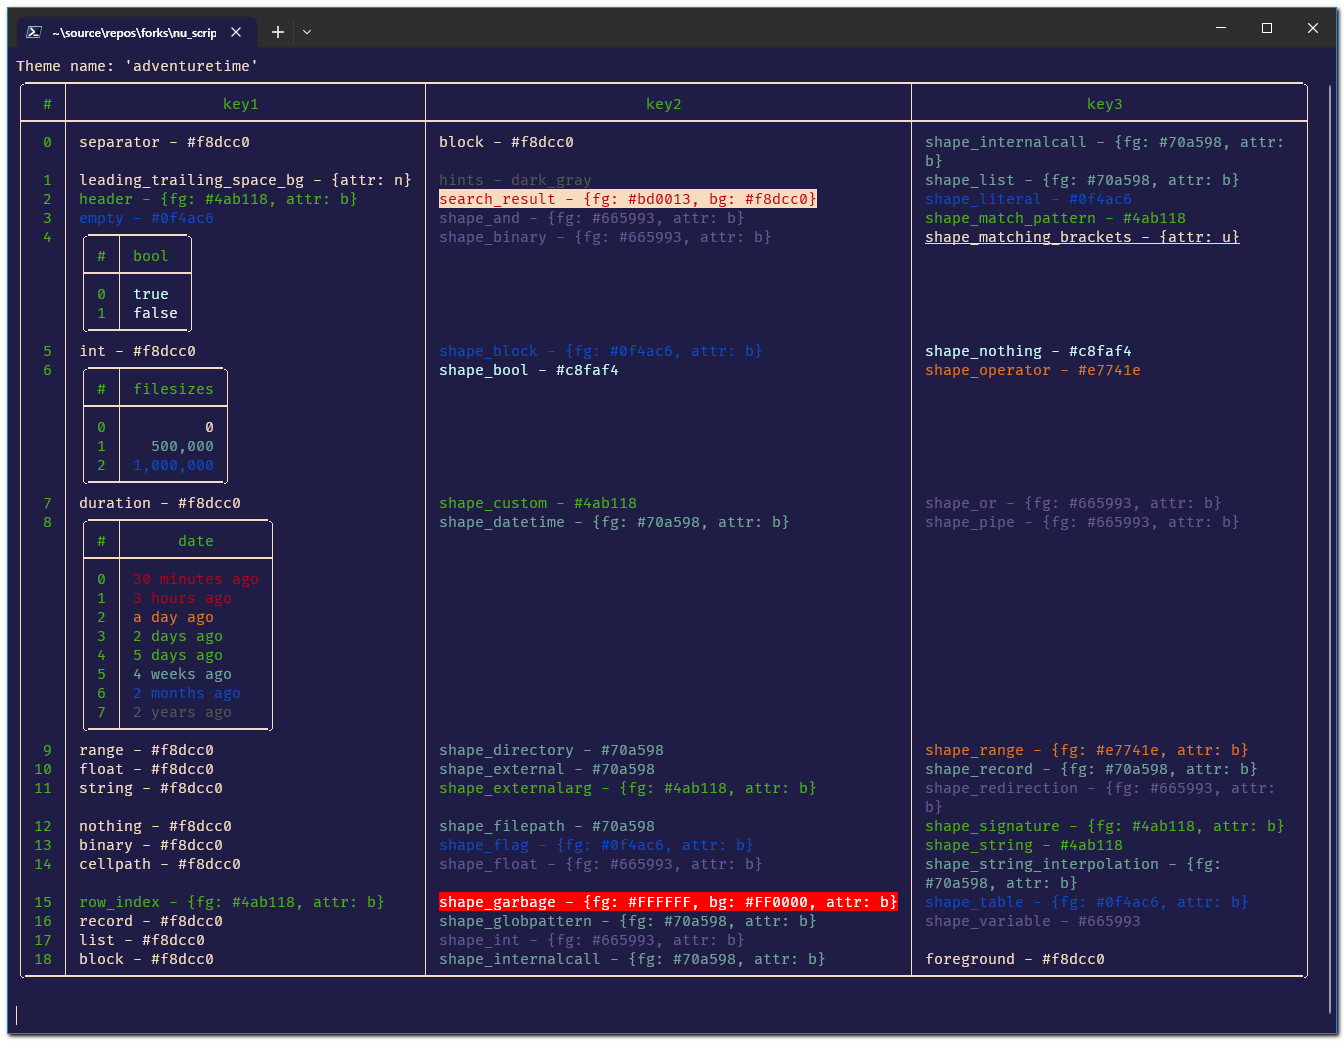 ~\source\repos\forks\nu_scrip
Theme name: 'adventuretime'
# key1 key2 key3
0 separator - #f8dcc0 block - #f8dcc0 shape_internalcall - {fg: #70a598, attr:
b}
1 leading_trailing_space_bg - {attr: n} hints - dark_gray shape_list - {fg: #70a598, attr: b}
2 header - {fg: #4ab118, attr: b} search_result - {fg: #bd0013, bg: #f8dcc0} shape_literal - #0f4ac6
3 empty - #0f4ac6 shape_and - {fg: #665993, attr: b} shape_match_pattern - #4ab118
4 shape_binary - {fg: #665993, attr: b} shape_matching_brackets - {attr: u}
# bool
0 true
1 false
5 int - #f8dcc0 shape_block - {fg: #0f4ac6, attr: b} shape_nothing - #c8faf4
6 shape_bool - #c8faf4 shape_operator - #e7741e
# filesizes
0 0
1 500,000
2 1,000,000
7 duration - #f8dcc0 shape_custom - #4ab118 shape_or - {fg: #665993, attr: b}
8 shape_datetime - {fg: #70a598, attr: b} shape_pipe - {fg: #665993, attr: b}
# date
0 30 minutes ago
1 3 hours ago
2 a day ago
3 2 days ago
4 5 days ago
5 4 weeks ago
6 2 months ago
7 2 years ago
9 range - #f8dcc0 shape_directory - #70a598 shape_range - {fg: #e7741e, attr: b}
10 float - #f8dcc0 shape_external - #70a598 shape_record - {fg: #70a598, attr: b}
11 string - #f8dcc0 shape_externalarg - {fg: #4ab118, attr: b} shape_redirection - {fg: #665993, attr:
b}
12 nothing - #f8dcc0 shape_filepath - #70a598 shape_signature - {fg: #4ab118, attr: b}
13 binary - #f8dcc0 shape_flag - {fg: #0f4ac6, attr: b} shape_string - #4ab118
14 cellpath - #f8dcc0 shape_float - {fg: #665993, attr: b} shape_string_interpolation - {fg:
#70a598, attr: b}
15 row_index - {fg: #4ab118, attr: b} shape_garbage - {fg: #FFFFFF, bg: #FF0000, attr: b} shape_table - {fg: #0f4ac6, attr: b}
16 record - #f8dcc0 shape_globpattern - {fg: #70a598, attr: b} shape_variable - #665993
17 list - #f8dcc0 shape_int - {fg: #665993, attr: b}
18 block - #f8dcc0 shape_internalcall - {fg: #70a598, attr: b} foreground - #f8dcc0